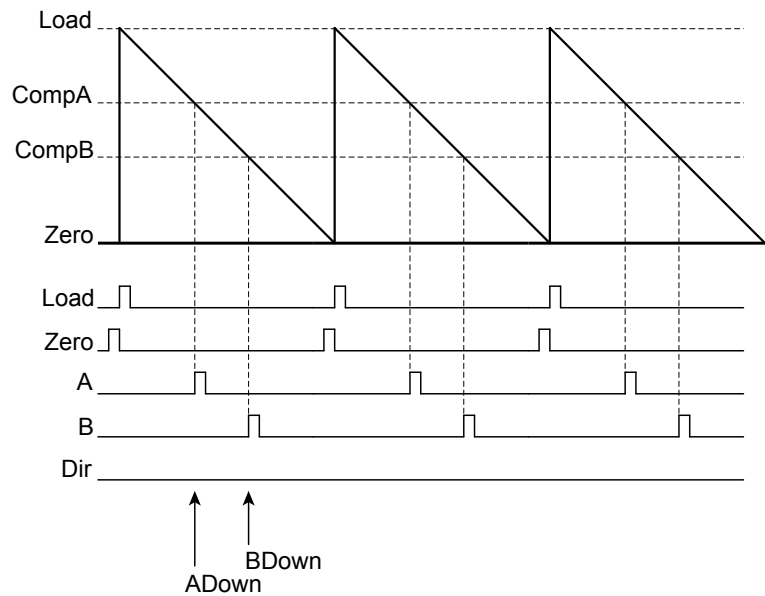 Load
CompA
CompB
Zero
Load
Zero
A
B
Dir
BDown
ADown